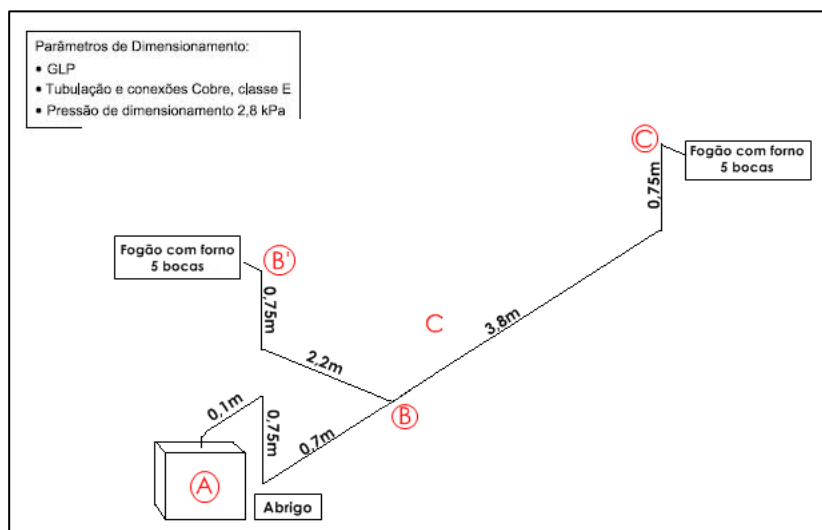 Parâmetros de Dimensionamento:
• GLP
• Tubulação e conexões Cobre, classe E
• Pressão de dimensionamento 2,8 kPa
C
Fogão com forno
5 bocas
0,75m
Fogão com forno
5 bocas
B'
0,75m
C
3,8m
2,2m
0,1m
0,75m
B
0,7m
A
Abrigo